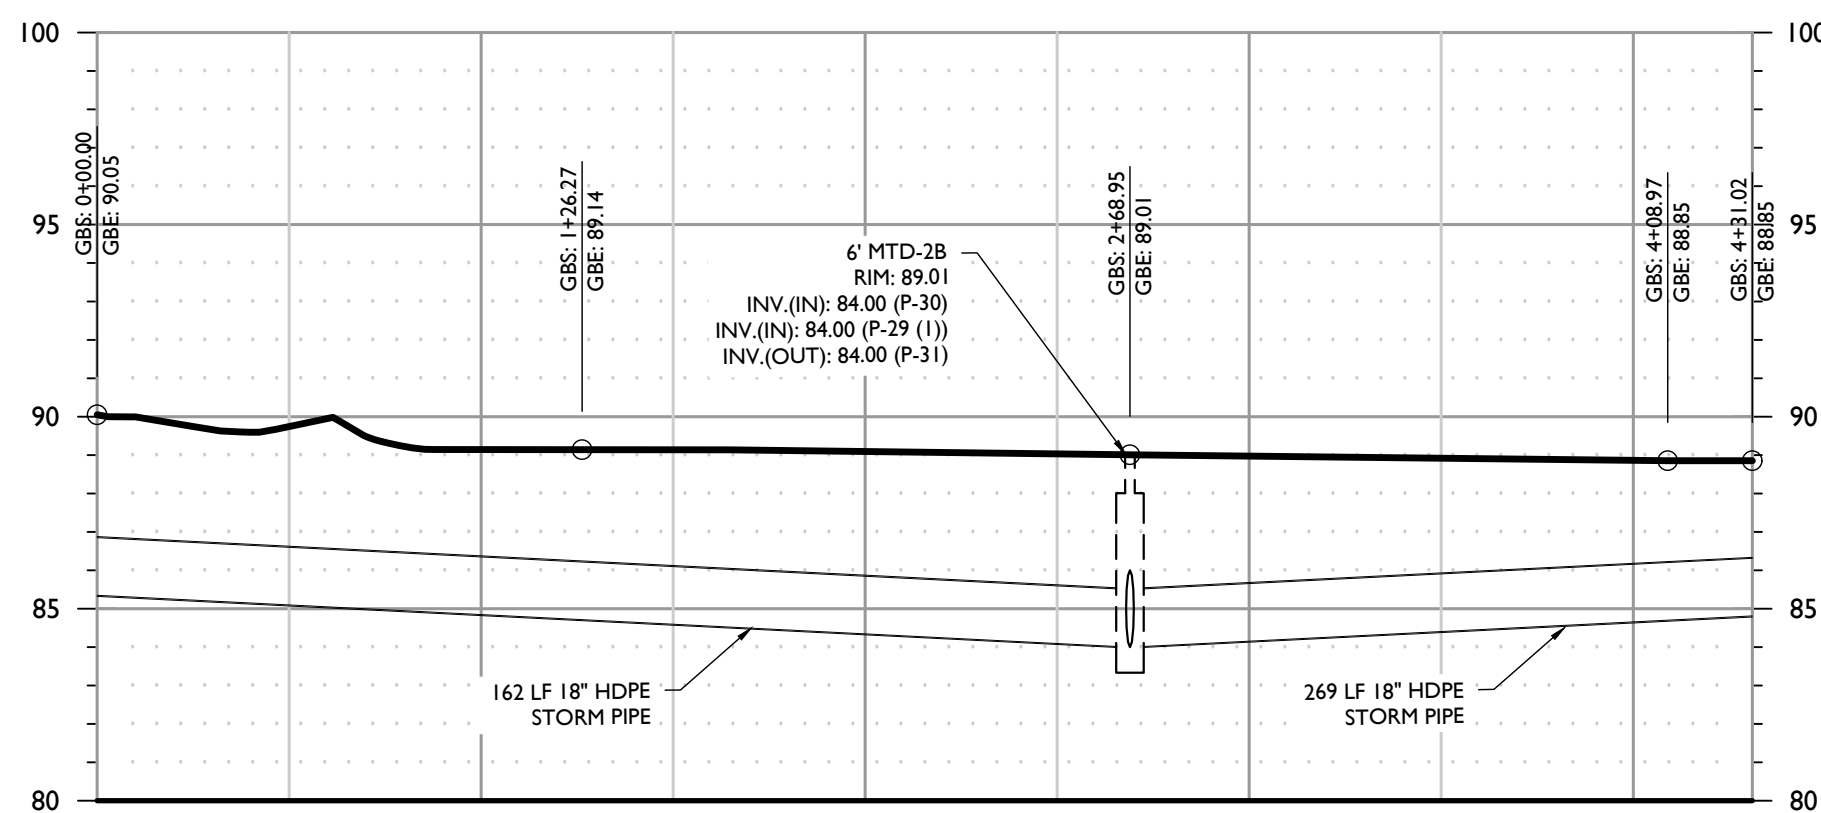 100
100
95
95
90
90
85
85
80
80
GBS: 0+00.00
GBE: 90.05
GBS: 1+26.27
GBE: 89.14
GBS: 2+68.95
GBE: 89.01
GBS: 4+08.97
GBE: 88.85
GBS: 4+31.02
GBE: 88.85
6' MTD-2B
RIM: 89.01
INV.(IN): 84.00 (P-30)
INV.(IN): 84.00 (P-29 (1))
INV.(OUT): 84.00 (P-31)
162 LF 18" HDPE
STORM PIPE
269 LF 18" HDPE
STORM PIPE